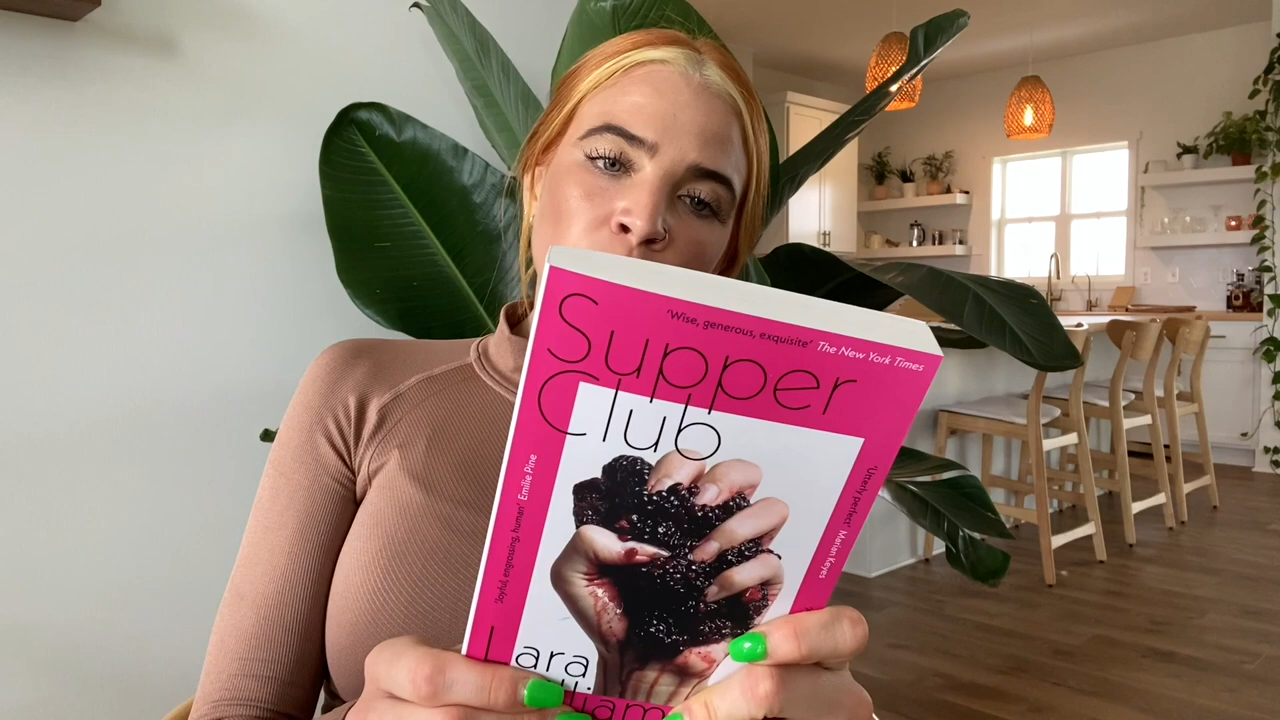 'Wise, generous, exquisite' The New York Times
Supper
Club
'Joyful, engrossing, human' Emilie Pine
'Utterly perfect' Marian Keyes
Lara